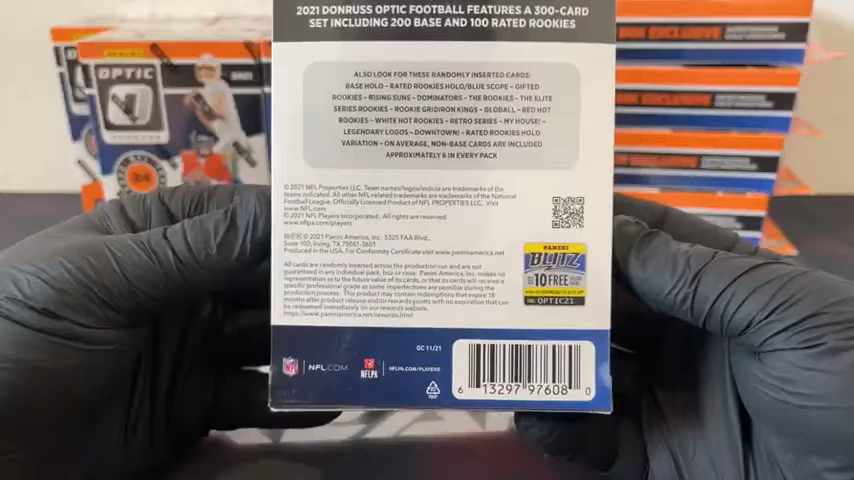 2021 DONRUSS OPTIC FOOTBALL FEATURES A 300-CARD
SET INCLUDING 200 BASE AND 100 RATED ROOKIES
ALSO LOOK FOR THESE RANDOMLY INSERTED CARDS:
BASE HOLO – RATED ROOKIES HOLO/BLUE SCOPE – GIFTED
ROOKIES – RISING SUNS – DOMINATORS – THE ROOKIES – THE ELITE
SERIES ROOKIES – ROOKIE GRIDIRON KINGS – GLOBALL – RED HOT
ROOKIES – WHITE HOT ROOKIES – RETRO SERIES – MY HOUSE! –
LEGENDARY LOGOS – DOWNTOWN! – RATED ROOKIES HOLO
VARIATION – ON AVERAGE, NON-BASE CARDS ARE INCLUDED
APPROXIMATELY 6 IN EVERY PACK
© 2021 NFL Properties LLC. Team names/logos/indicia are trademarks of the
teams indicated. All other NFL-related trademarks are trademarks of the National
Football League. Officially Licensed Product of NFL PROPERTIES LLC. Visit
www.NFL.com
© 2021 NFL Players Incorporated. All rights are reserved.
www.nflpa.com/players
© 2021 Panini America, Inc. 5325 FAA Blvd.,
Suite 100, Irving, TX 75061-3601
Produced in the USA. For Conformity Certificate visit www.paniniamerica.net
All cards are randomly inserted across the production run and are not
guaranteed in any individual pack, box or case. Panini America, Inc. makes no
representation as to the future value of its cards, or that its cards will receive a
specific professional grade as some imperfections are possible during the
production process. This product may contain redemptions that expire 18
months after product release and/or rewards points with no expiration that can
be redeemed immediately on our rewards website.
https://www.paniniamerica.net/rewards.html
PANINI
BLITZ
10 FREE
OPTIC21
GC 11/21
NFL
NFL.COM
NFLPA
NFLPA.COM/PLAYERS
6 13297 97608 0
OPTIC